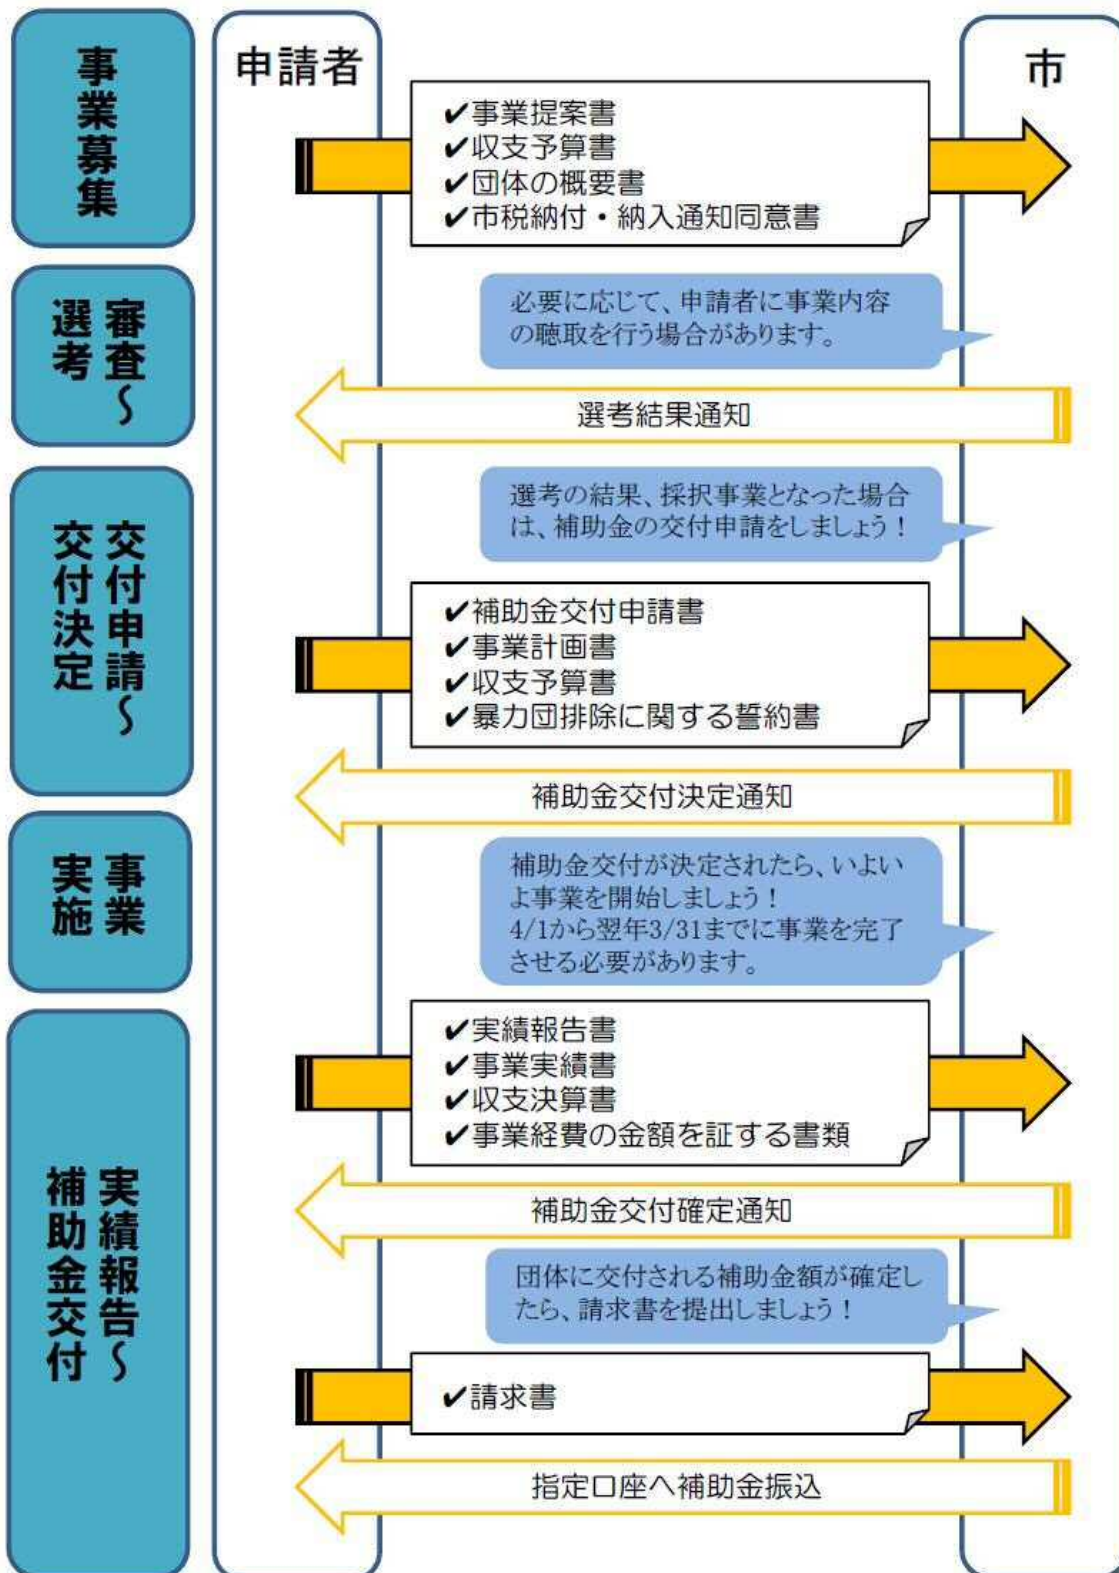 事業募集
申請者
市
✔事業提案書
✔収支予算書
✔団体の概要書
✔市税納付・納入通知同意書
審査～
選考
必要に応じて、申請者に事業内容
の聴取を行う場合があります。
選考結果通知
交付申請～
交付決定
選考の結果、採択事業となった場合
は、補助金の交付申請をしましょう！
✔補助金交付申請書
✔事業計画書
✔収支予算書
✔暴力団排除に関する誓約書
補助金交付決定通知
事業
実施
補助金交付が決定されたら、いよい
よ事業を開始しましょう！
4/1から翌年3/31までに事業を完了
させる必要があります。
実績報告～
補助金交付
✔実績報告書
✔事業実績書
✔収支決算書
✔事業経費の金額を証する書類
補助金交付確定通知
団体に交付される補助金額が確定し
たら、請求書を提出しましょう！
✔請求書
指定口座へ補助金振込